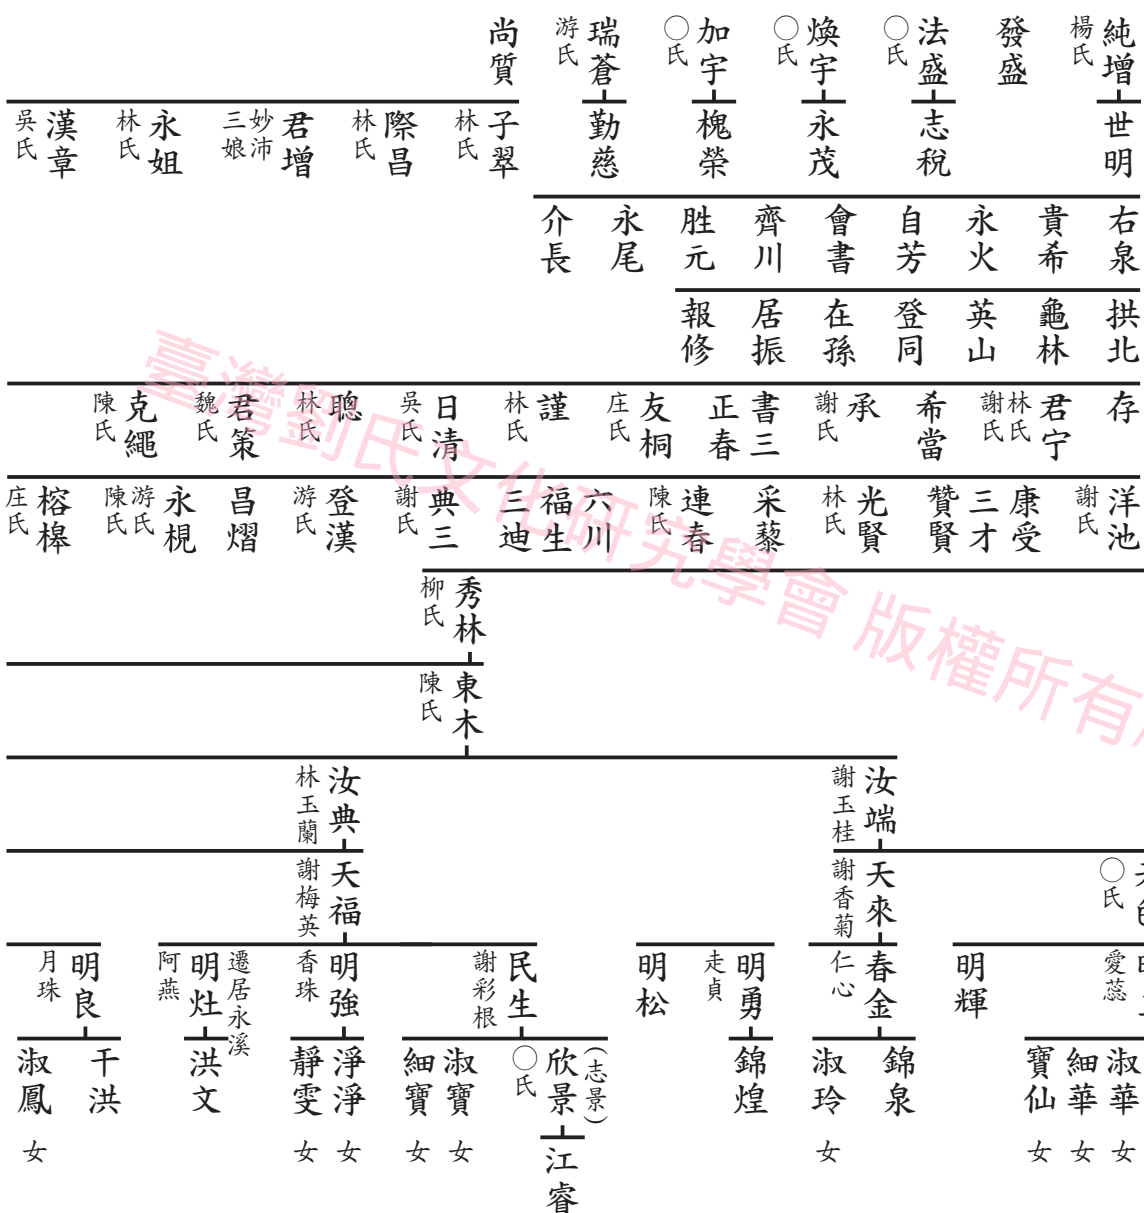 純增
楊氏
發盛
法盛
○氏
煥宇
○氏
加宇
○氏
瑞蒼
游氏
尚質
世明
志稅
永茂
槐榮
勤慈
子翠
林氏
際昌
林氏
君增
妙沛
三娘
永姐
林氏
漢章
吳氏
右泉
貴希
永火
自芳
會書
齊川
胜元
永尾
介長
拱北
龜林
英山
登同
在孫
居振
報修
存
君宁
林氏
謝氏
希當
承
謝氏
書三
正春
友桐
庄氏
謹
林氏
日清
吳氏
聰
林氏
君策
魏氏
克繩
陳氏
洋池
謝氏
康受
三才
贊賢
光賢
林氏
采藜
連春
陳氏
六川
福生
三迪
典三
謝氏
登漢
游氏
昌熠
永梘
游氏
陳氏
榕槔
庄氏
秀林
柳氏
東木
陳氏
汝端
謝玉桂
汝典
林玉蘭
○氏
天來
謝香菊
天福
謝梅英
愛蕊
明輝
春金
仁心
明勇
走貞
明松
民生
謝彩根
明強
香珠
遷居永溪
明灶
阿燕
明良
月珠
淑華 女
細華 女
寶仙 女
錦泉
淑玲 女
錦煌
(志景)
欣景
○氏
淑寶 女
細寶 女
淨淨 女
靜雯 女
洪文
干洪
淑鳳 女
江睿
臺灣劉氏文化研究學會 版權所有